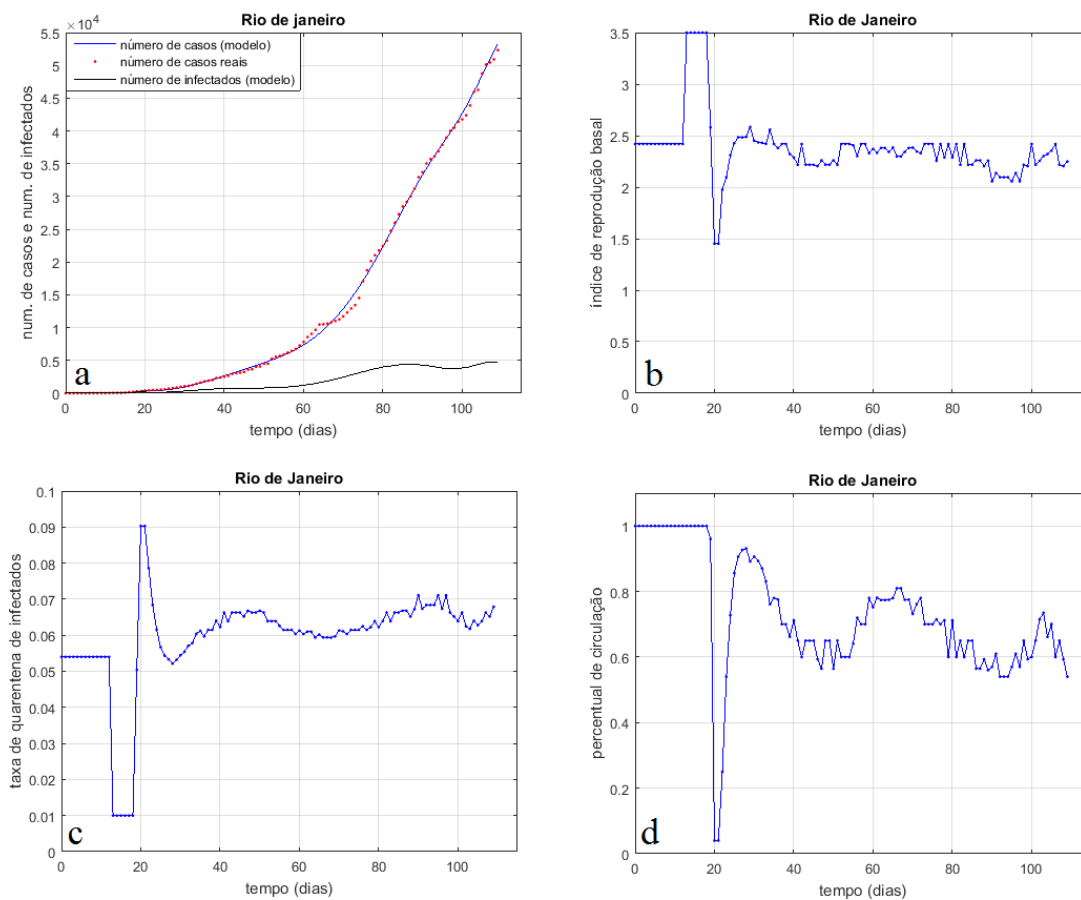 Rio de janeiro
×10^4
5.5
5
4.5
4
3.5
3
2.5
2
1.5
1
0.5
0
num. de casos e num. de infectados
número de casos (modelo)
número de casos reais
número de infectados (modelo)
a
0 20 40 60 80 100
tempo (dias)
Rio de Janeiro
3.5
3
2.5
2
1.5
1
0.5
0
índice de reprodução basal
b
0 20 40 60 80 100
tempo (dias)
Rio de Janeiro
0.1
0.09
0.08
0.07
0.06
0.05
0.04
0.03
0.02
0.01
0
taxa de quarentena de infectados
c
0 20 40 60 80 100
tempo (dias)
Rio de Janeiro
1
0.8
0.6
0.4
0.2
0
percentual de circulação
d
0 20 40 60 80 100
tempo (dias)